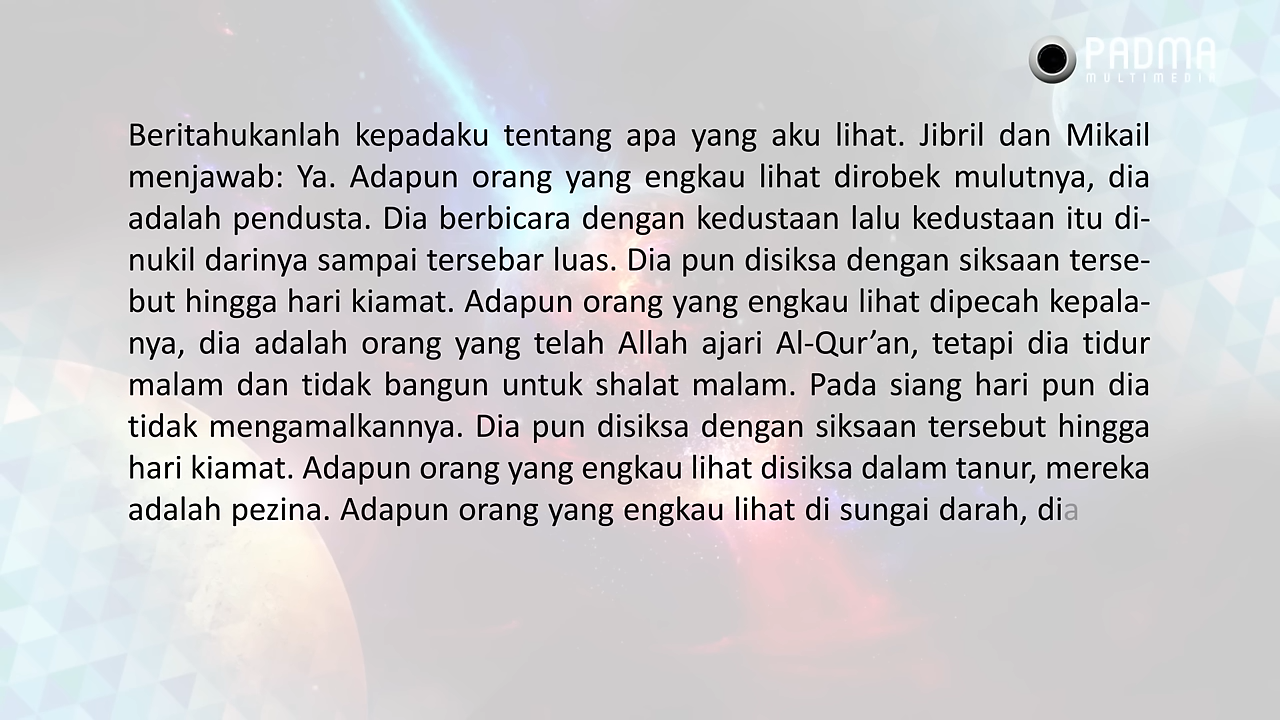 PADMA
MULTIMEDIA
Beritahukanlah kepadaku tentang apa yang aku lihat. Jibril dan Mikail
menjawab: Ya. Adapun orang yang engkau lihat dirobek mulutnya, dia
adalah pendusta. Dia berbicara dengan kedustaan lalu kedustaan itu di-
nukil darinya sampai tersebar luas. Dia pun disiksa dengan siksaan terse-
but hingga hari kiamat. Adapun orang yang engkau lihat dipecah kepala-
nya, dia adalah orang yang telah Allah ajari Al-Qur’an, tetapi dia tidur
malam dan tidak bangun untuk shalat malam. Pada siang hari pun dia
tidak mengamalkannya. Dia pun disiksa dengan siksaan tersebut hingga
hari kiamat. Adapun orang yang engkau lihat disiksa dalam tanur, mereka
adalah pezina. Adapun orang yang engkau lihat di sungai darah, dia